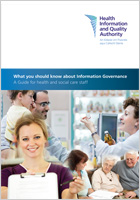 Health
Information
and Quality
Authority
What you should know about Information Governance
A Guide for health and social care staff